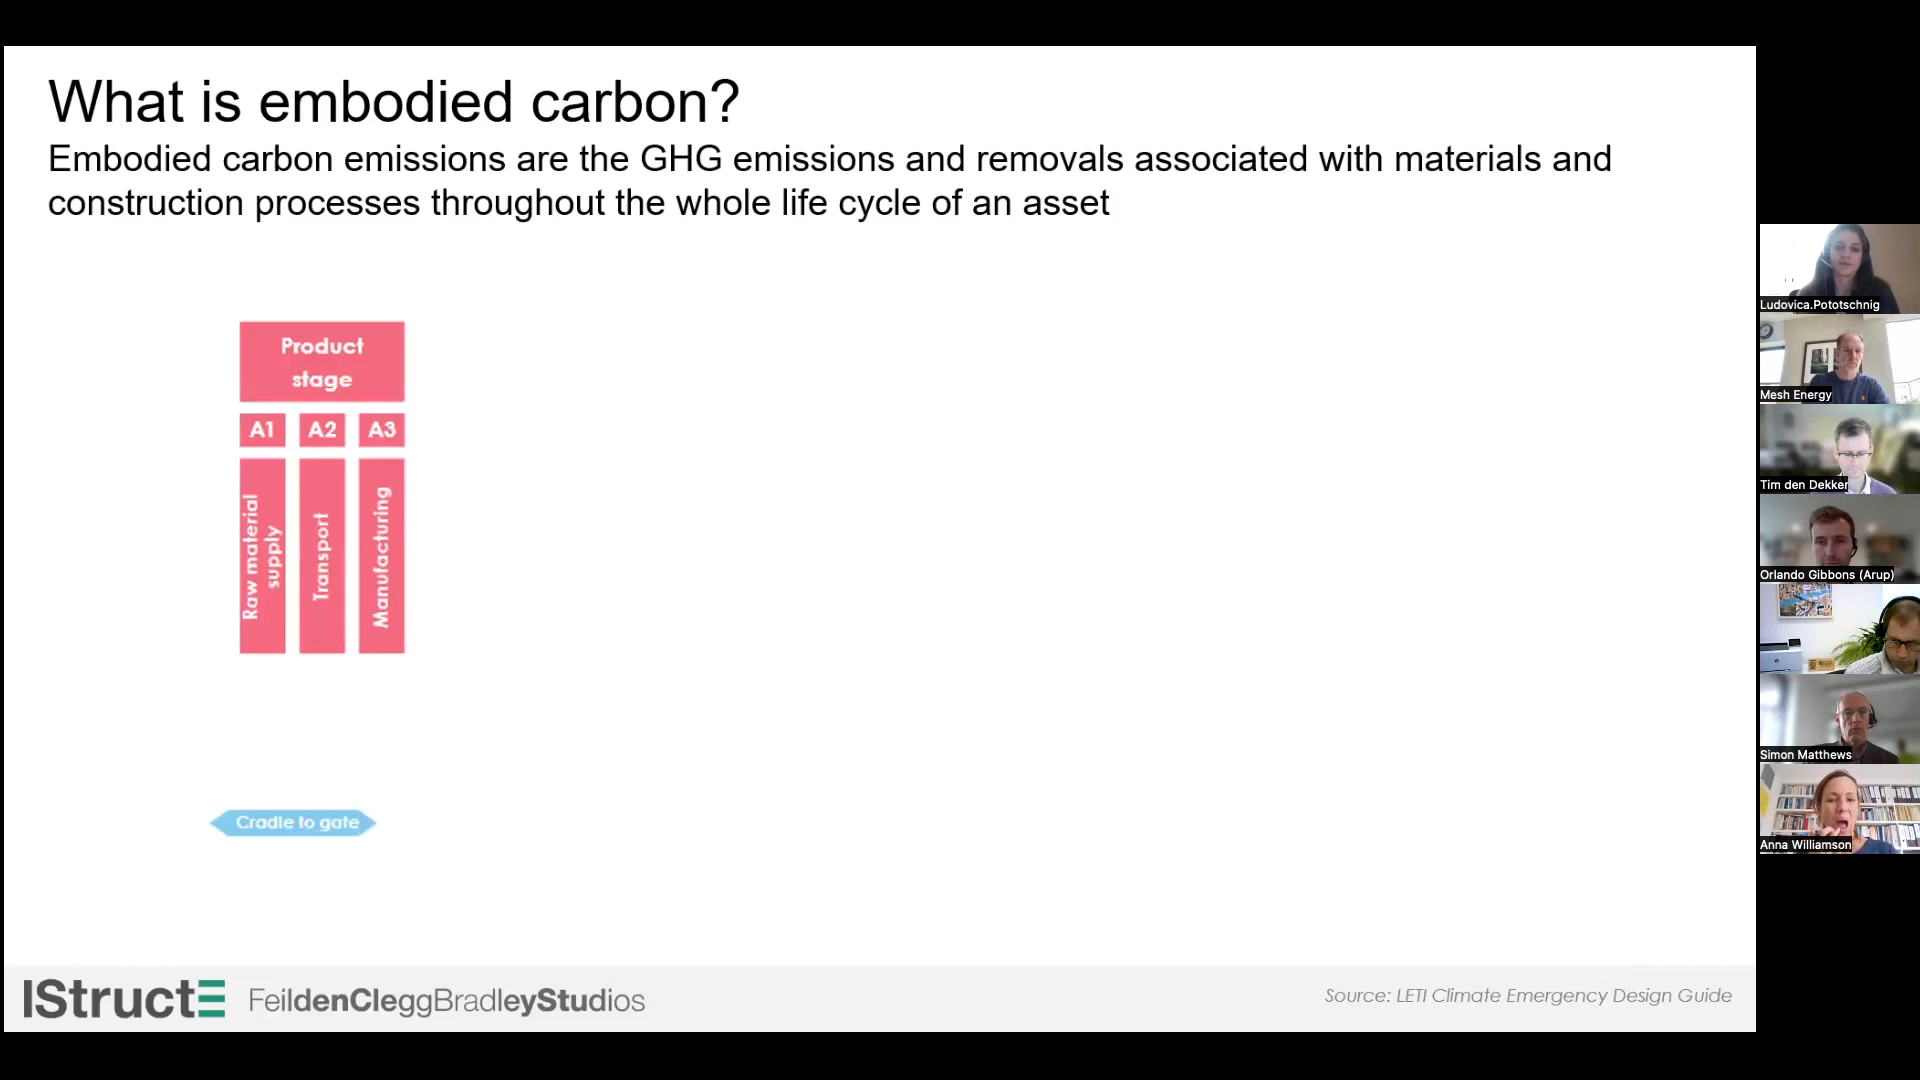 What is embodied carbon?
Embodied carbon emissions are the GHG emissions and removals associated with materials and
construction processes throughout the whole life cycle of an asset
Product
stage
A1 A2 A3
Raw material
supply
Transport
Manufacturing
Cradle to gate
IStructE
FeildenCleggBradleyStudios
Source: LETI Climate Emergency Design Guide
Ludovica.Pototschnig
Mesh Energy
Tim den Dekker
Orlando Gibbons (Arup)
Simon Matthews
Anna Williamson